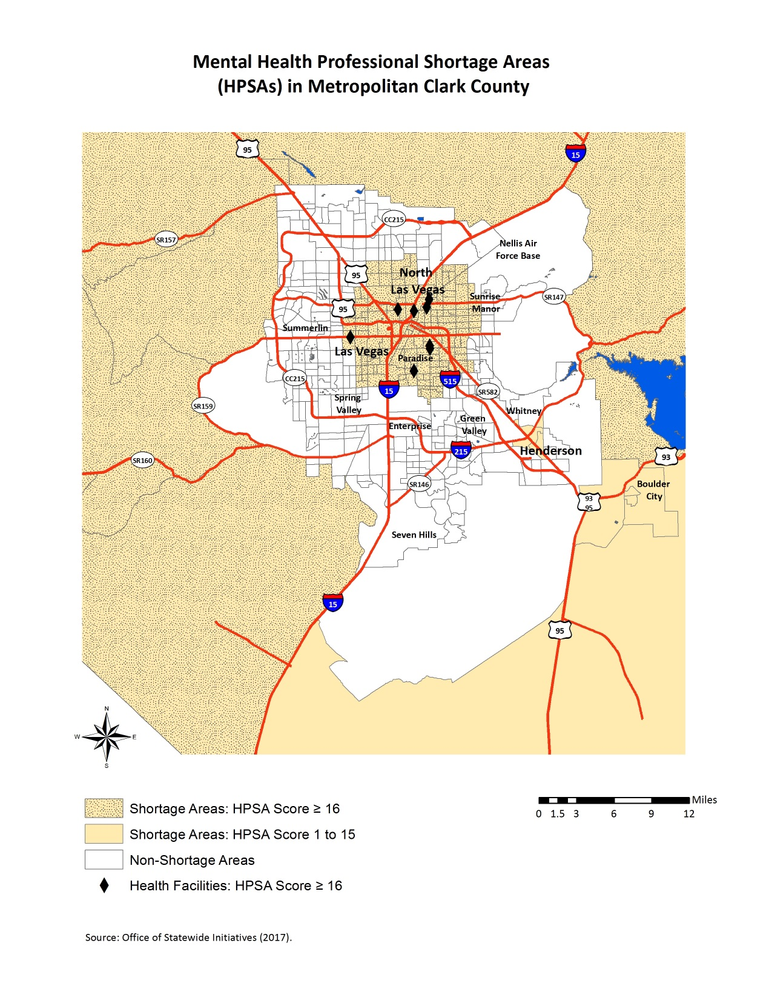 Mental Health Professional Shortage Areas
(HPSAs) in Metropolitan Clark County
95
15
CC215
SR157
Nellis Air
Force Base
North
Las Vegas
95
Sunrise
Manor
SR147
95
Summerlin
Las Vegas
Paradise
CC215
515
15
SR582
SR159
Spring
Valley
Whitney
Green
Valley
Enterprise
215
Henderson
93
SR160
SR146
Boulder
City
93
95
Seven Hills
15
95
N
W E
S
Shortage Areas: HPSA Score ≥ 16
Shortage Areas: HPSA Score 1 to 15
Non-Shortage Areas
Health Facilities: HPSA Score ≥ 16
Miles
0 1.5 3 6 9 12
Source: Office of Statewide Initiatives (2017).